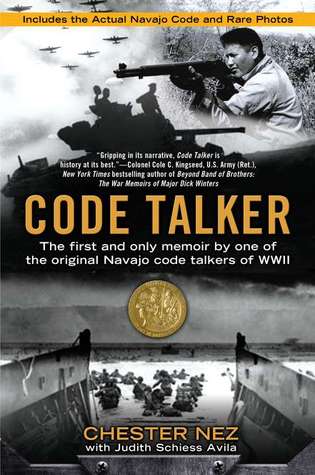 Includes the Actual Navajo Code and Rare Photos
"Gripping in its narrative, Code Talker is
history at its best."—Colonel Cole C. Kingseed, U.S. Army (Ret.),
New York Times bestselling author of Beyond Band of Brothers:
The War Memoirs of Major Dick Winters
CODE TALKER
The first and only memoir by one of
the original Navajo code talkers of WWII
CHESTER NEZ
with Judith Schiess Avila